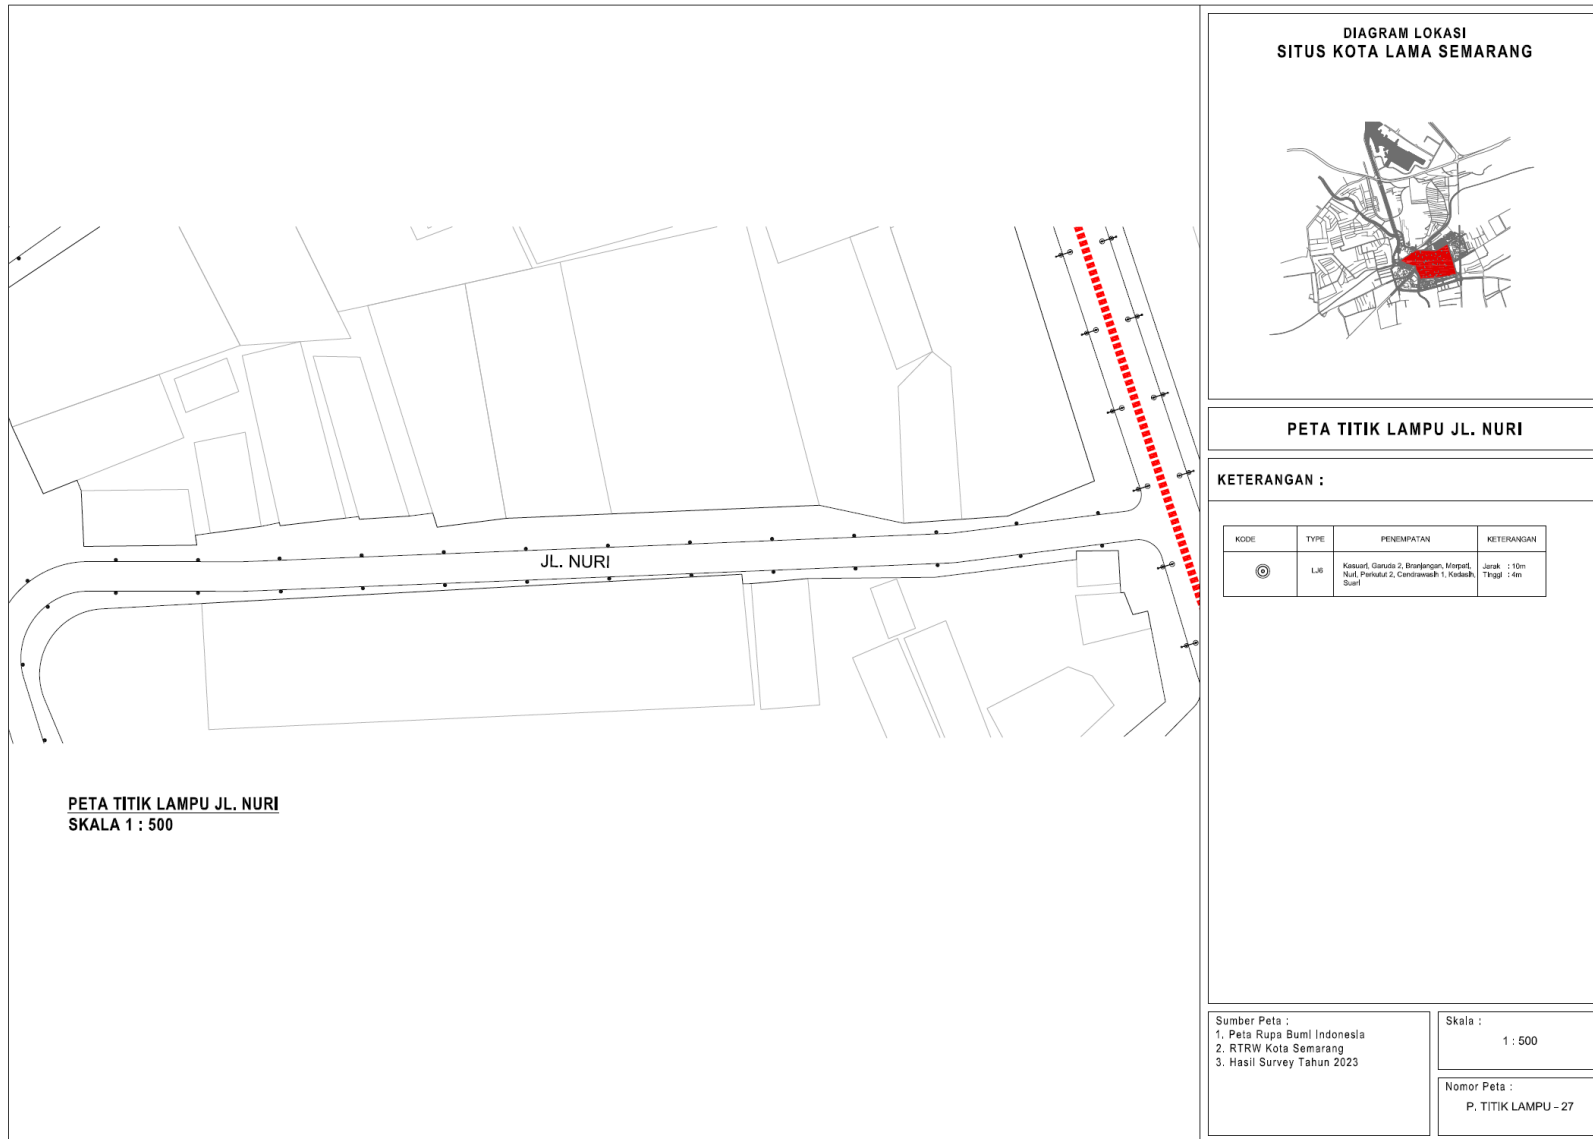 DIAGRAM LOKASI
SITUS KOTA LAMA SEMARANG
PETA TITIK LAMPU JL. NURI
KETERANGAN :
KODE TYPE PENEMPATAN KETERANGAN
LJ6
Kasuari, Garuda 2, Branjangan, Merpati,
Nuri, Perkutut 2, Cendrawasih 1, Kedasih,
Suari
Jarak : 10m
Tinggi : 4m
JL. NURI
PETA TITIK LAMPU JL. NURI
SKALA 1 : 500
Sumber Peta :
1. Peta Rupa Bumi Indonesia
2. RTRW Kota Semarang
3. Hasil Survey Tahun 2023
Skala :
1 : 500
Nomor Peta :
P. TITIK LAMPU - 27